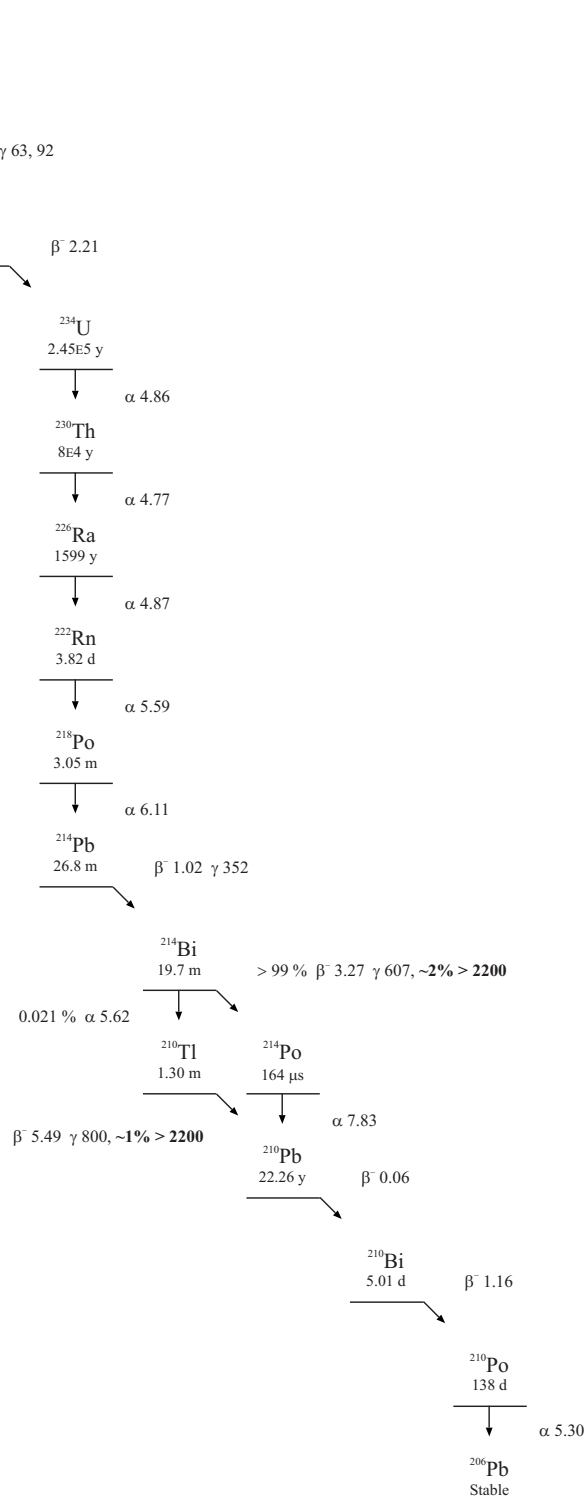 γ 63, 92
β⁻ 2.21
²³⁴U
2.45E5 y
α 4.86
²³⁰Th
8E4 y
α 4.77
²²⁶Ra
1599 y
α 4.87
²²²Rn
3.82 d
α 5.59
²¹⁸Po
3.05 m
α 6.11
²¹⁴Pb
26.8 m
β⁻ 1.02 γ 352
²¹⁴Bi
19.7 m
> 99 % β⁻ 3.27 γ 607, ~2% > 2200
0.021 % α 5.62
²¹⁰Tl
1.30 m
²¹⁴Po
164 μs
α 7.83
β⁻ 5.49 γ 800, ~1% > 2200
²¹⁰Pb
22.26 y
β⁻ 0.06
²¹⁰Bi
5.01 d
β⁻ 1.16
²¹⁰Po
138 d
α 5.30
²⁰⁶Pb
Stable